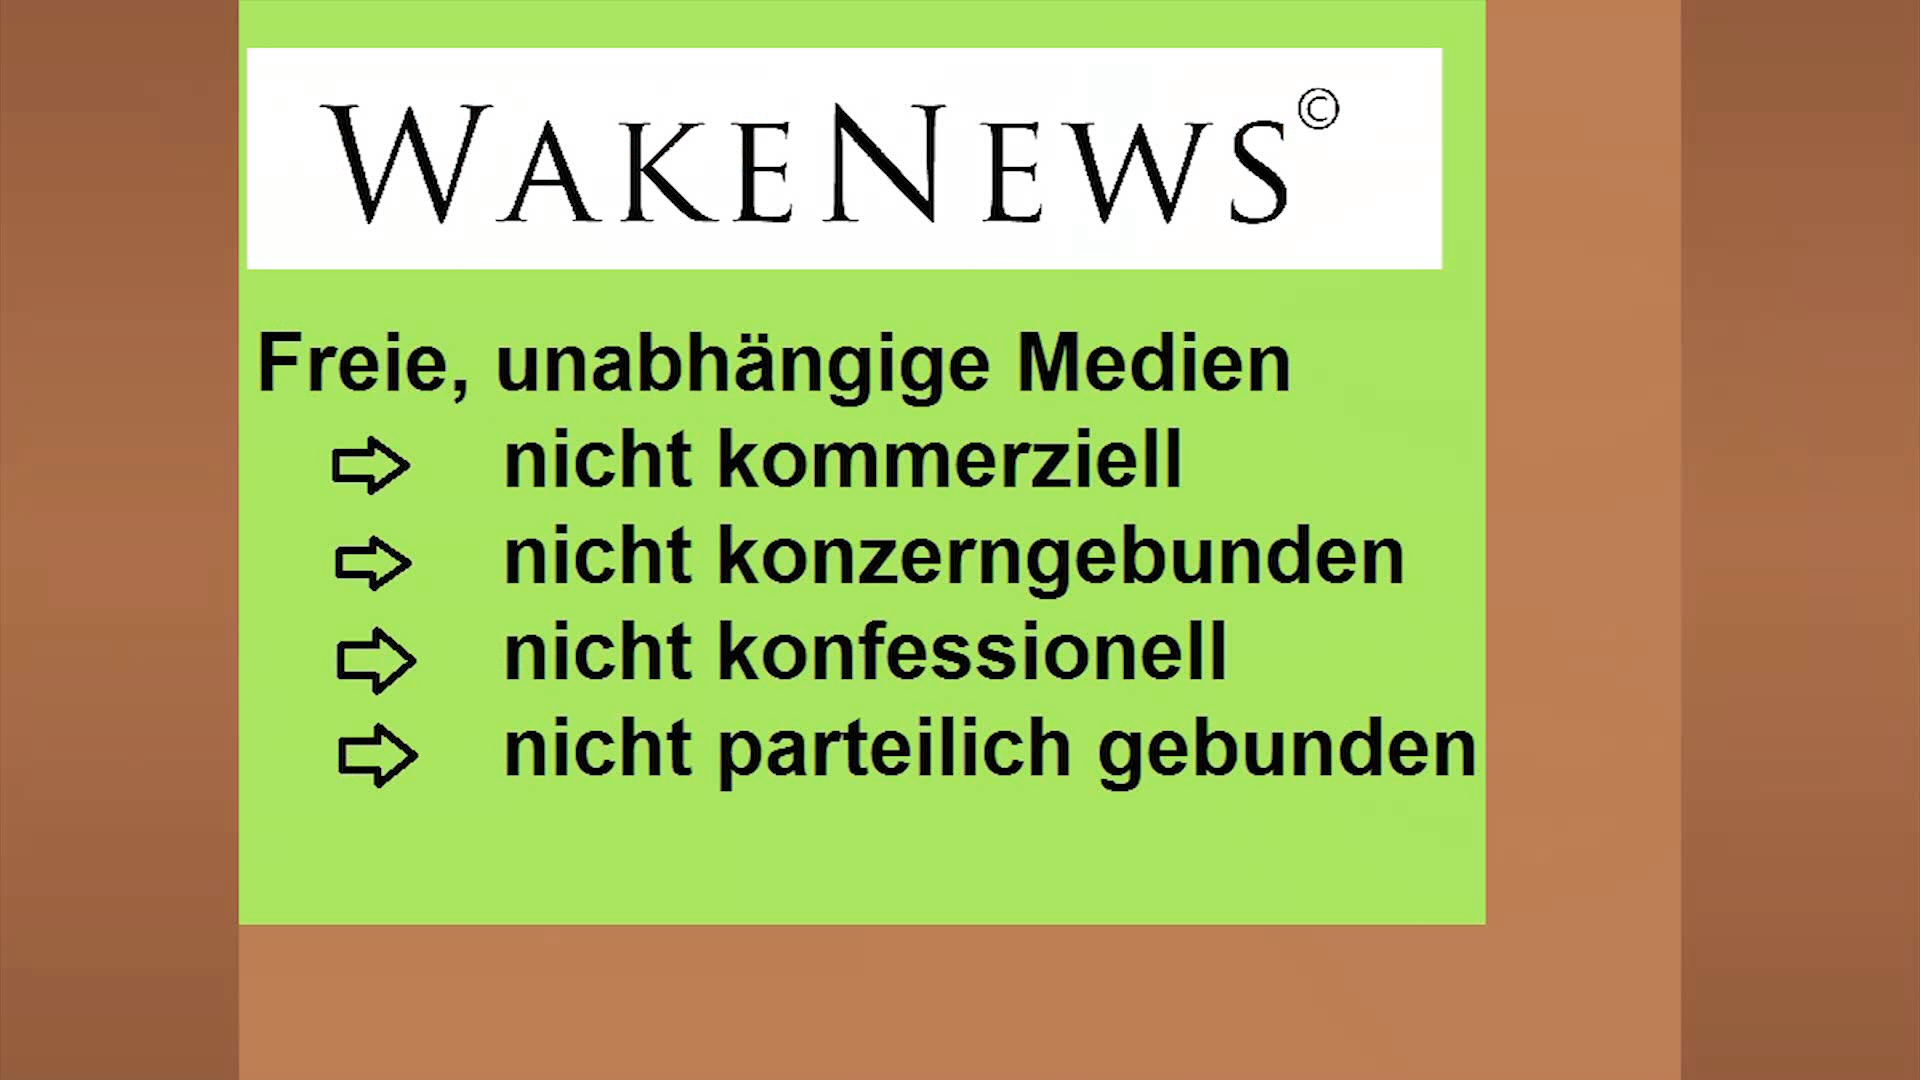 WAKENEWS©
Freie, unabhängige Medien
⇨ nicht kommerziell
⇨ nicht konzerngebunden
⇨ nicht konfessionell
⇨ nicht parteilich gebunden